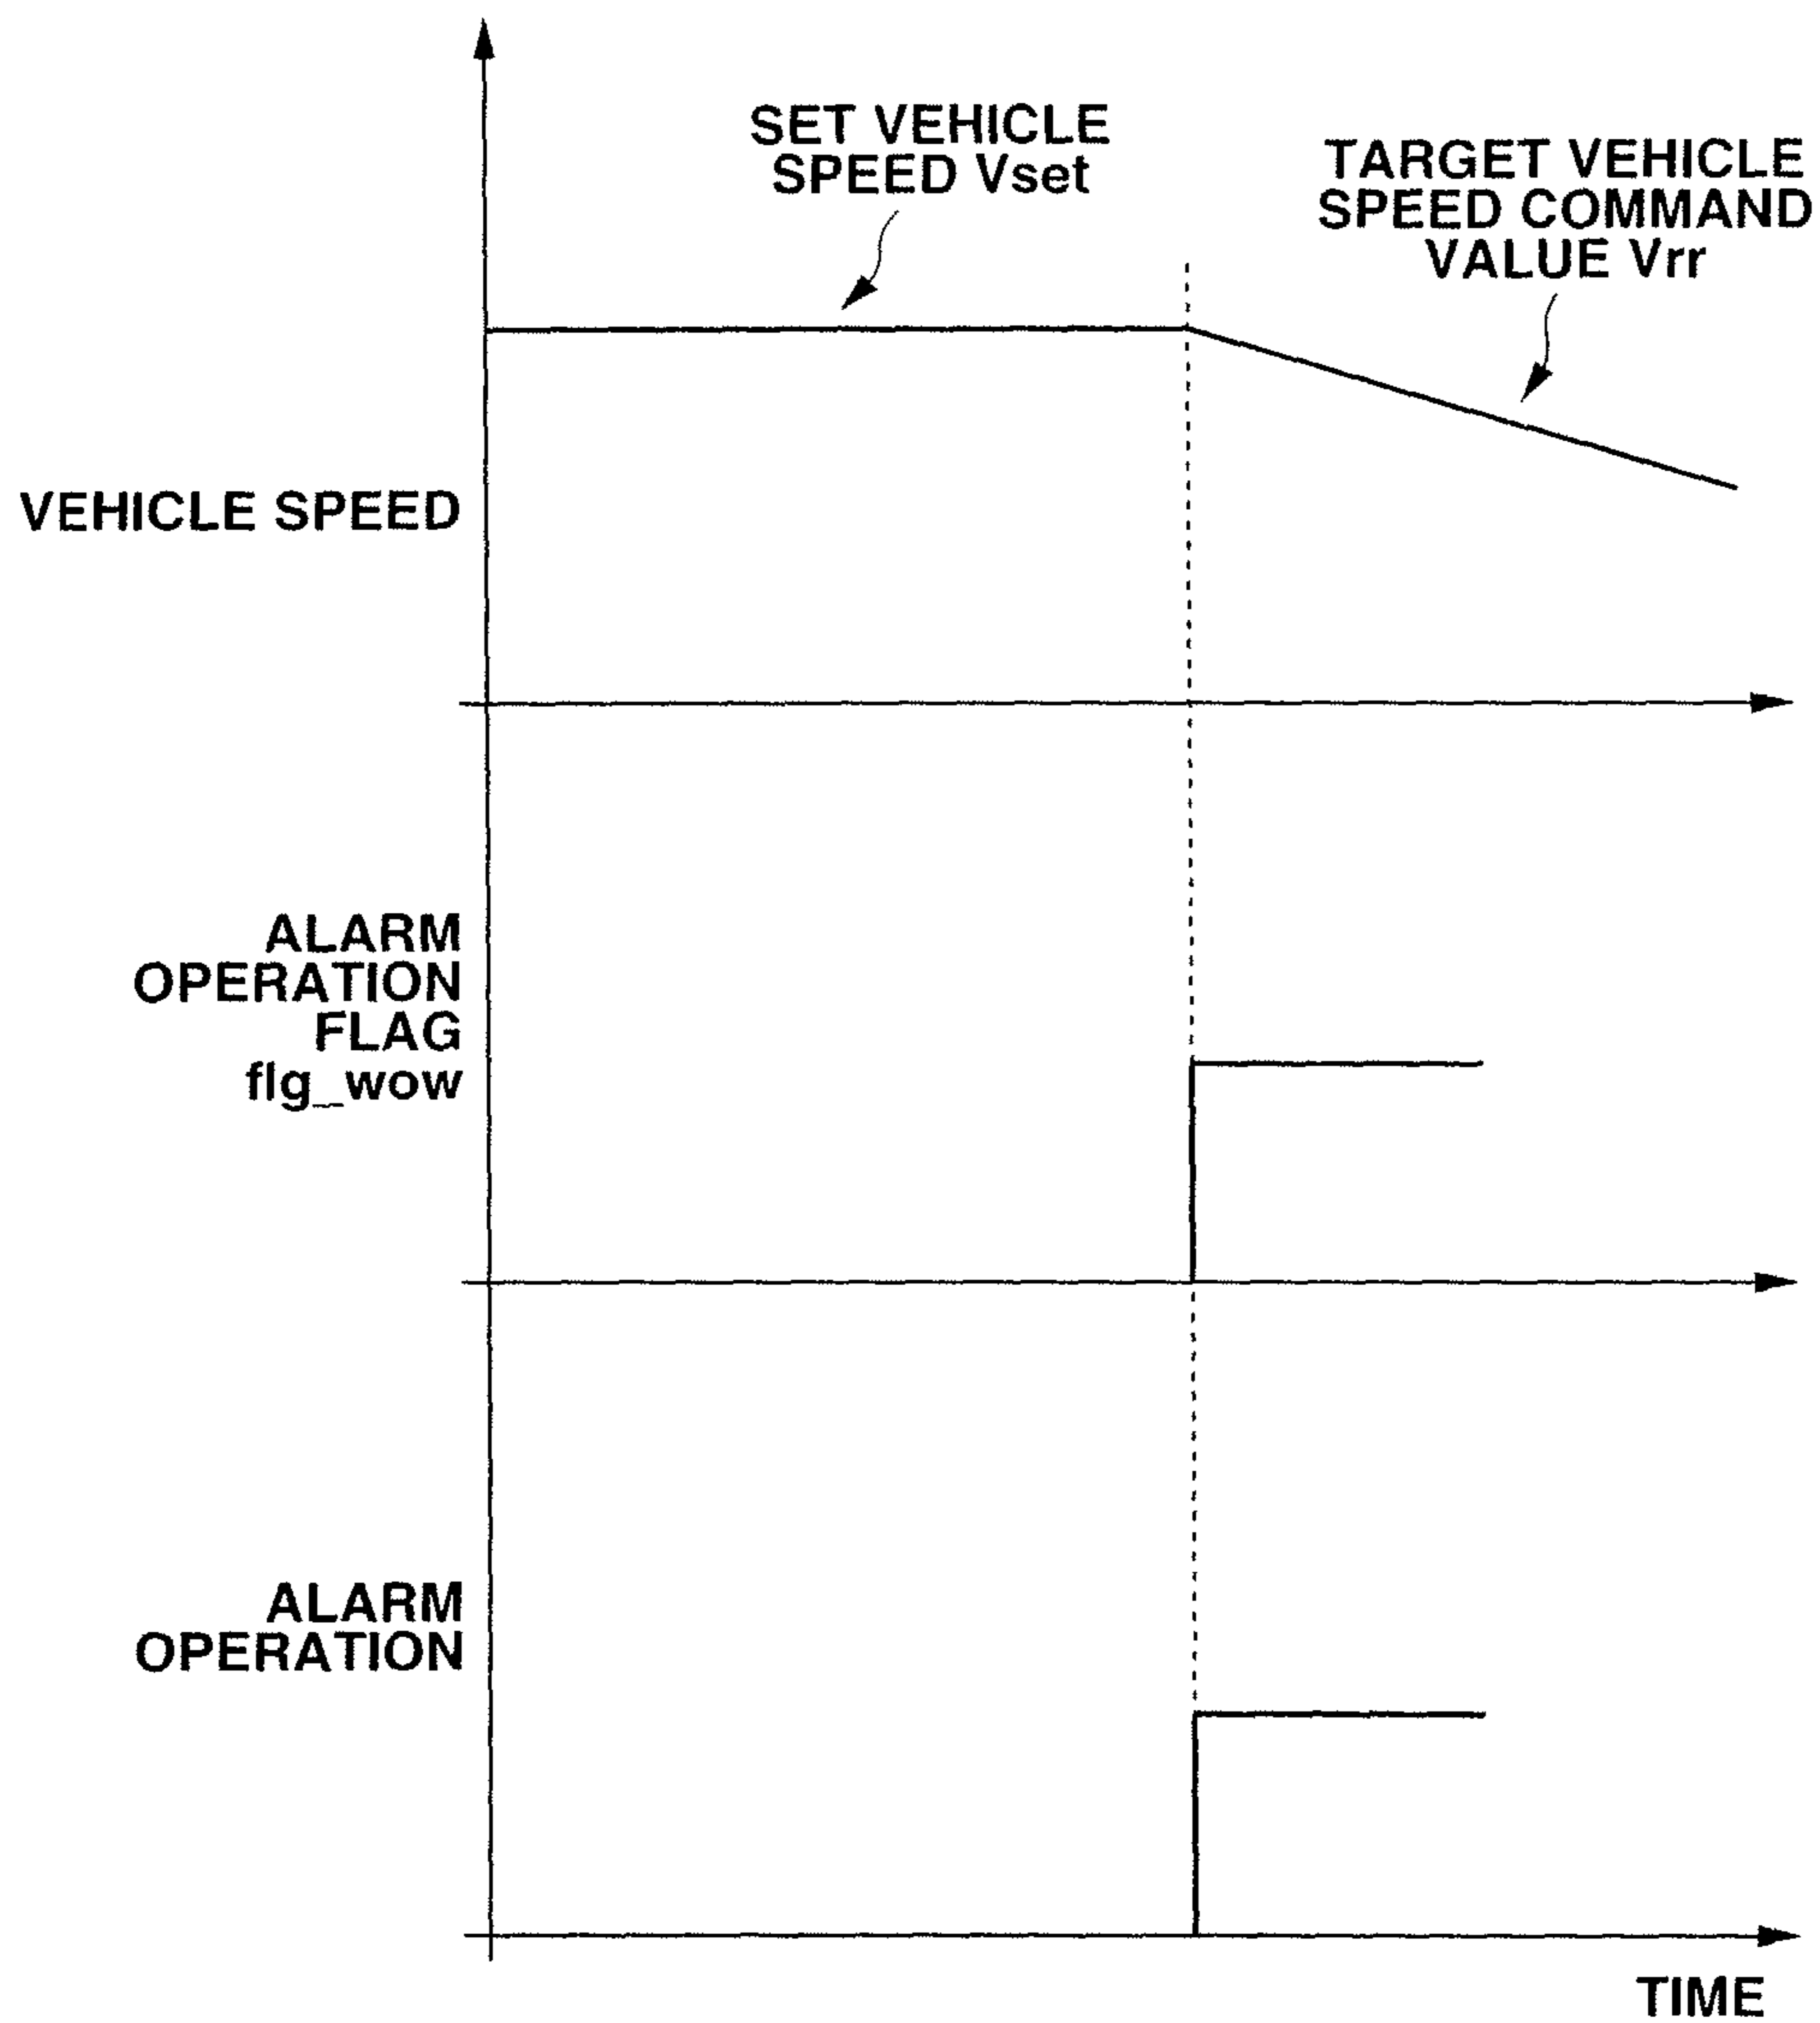 SET VEHICLE
SPEED Vset
TARGET VEHICLE
SPEED COMMAND
VALUE Vrr
VEHICLE SPEED
ALARM
OPERATION
FLAG
flg_wow
ALARM
OPERATION
TIME